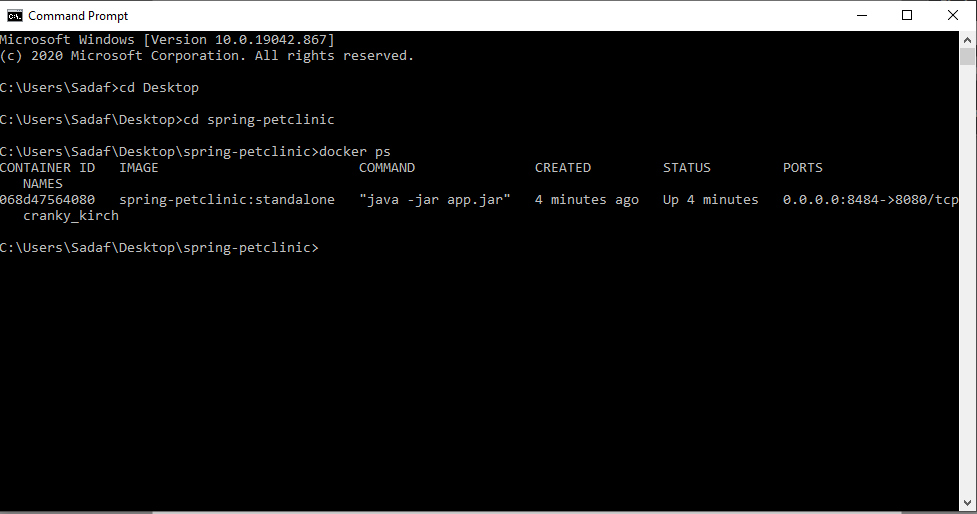 Command Prompt
Microsoft Windows [Version 10.0.19042.867]
(c) 2020 Microsoft Corporation. All rights reserved.
C:\Users\Sadaf>cd Desktop
C:\Users\Sadaf\Desktop>cd spring-petclinic
C:\Users\Sadaf\Desktop\spring-petclinic>docker ps
CONTAINER ID   IMAGE                         COMMAND               CREATED         STATUS         PORTS
   NAMES
068d47564080   spring-petclinic:standalone   "java -jar app.jar"   4 minutes ago   Up 4 minutes   0.0.0.0:8484->8080/tcp
   cranky_kirch
C:\Users\Sadaf\Desktop\spring-petclinic>